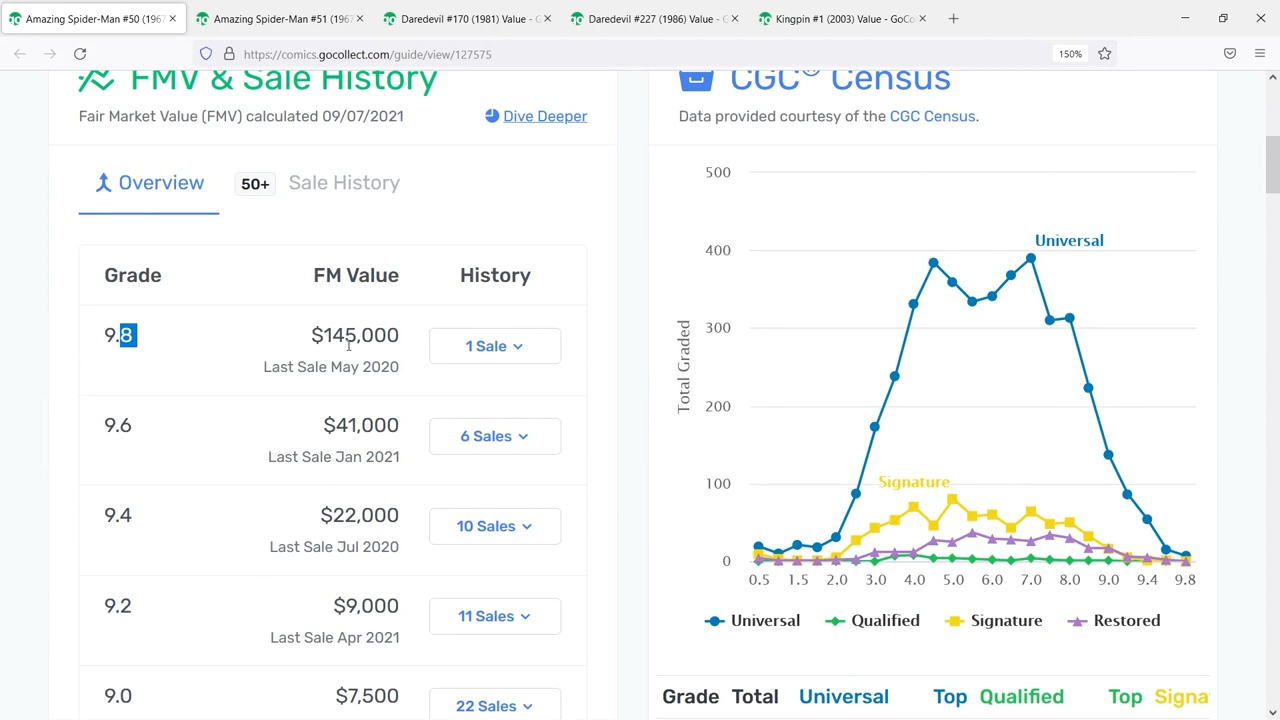 Amazing Spider-Man #50 (1967
Amazing Spider-Man #51 (1967
Daredevil #170 (1981) Value - G
Daredevil #227 (1986) Value - G
Kingpin #1 (2003) Value - GoCo
https://comics.gocollect.com/guide/view/127575
150%
FMV & Sale History
Fair Market Value (FMV) calculated 09/07/2021
Dive Deeper
Overview
50+
Sale History
Grade FM Value History
9.8 $145,000 1 Sale
Last Sale May 2020
9.6 $41,000 6 Sales
Last Sale Jan 2021
9.4 $22,000 10 Sales
Last Sale Jul 2020
9.2 $9,000 11 Sales
Last Sale Apr 2021
9.0 $7,500 22 Sales
CGC® Census
Data provided courtesy of the CGC Census.
500
400
300
200
100
0
Total Graded
Universal
Signature
0.5 1.5 2.0 3.0 4.0 5.0 6.0 7.0 8.0 9.0 9.4 9.8
Universal Qualified Signature Restored
Grade Total Universal Top Qualified Top Signa